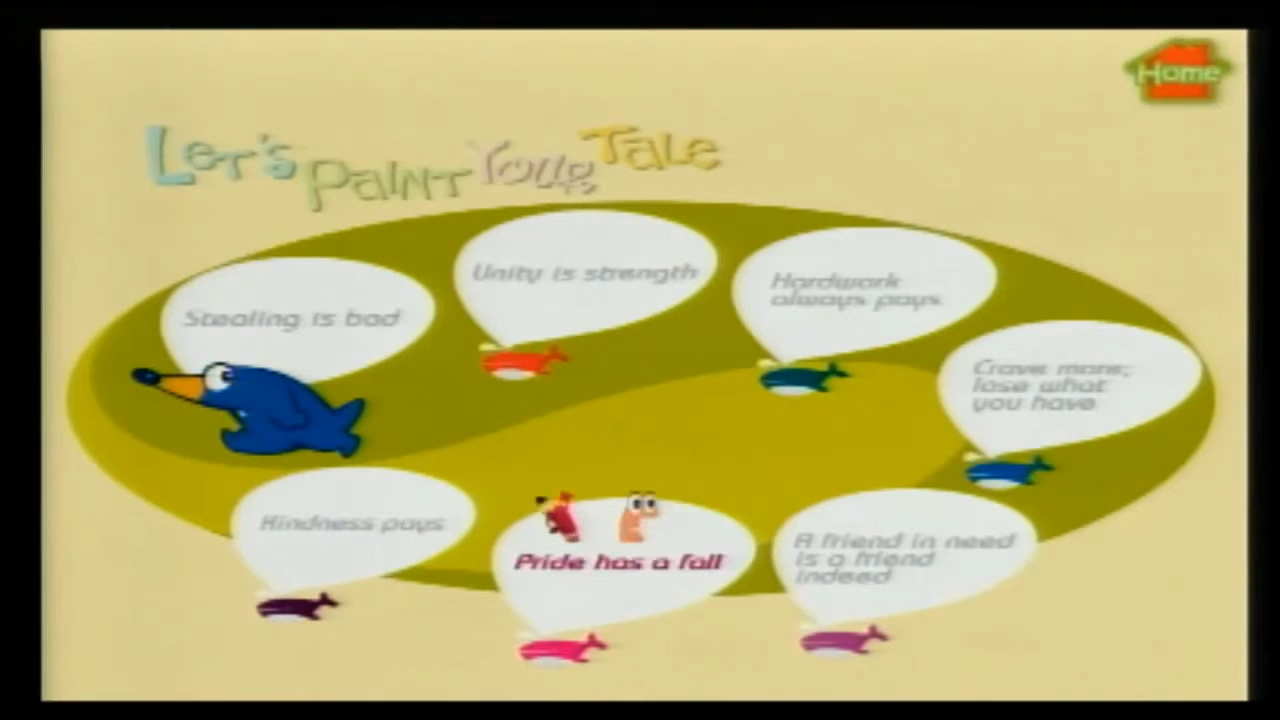 Home
Let's Paint Your Tale
Stealing is bad
Unity is strength
Hardwork
always pays
Crave more;
lose what
you have
Kindness pays
Pride has a fall
A friend in need
is a friend
indeed